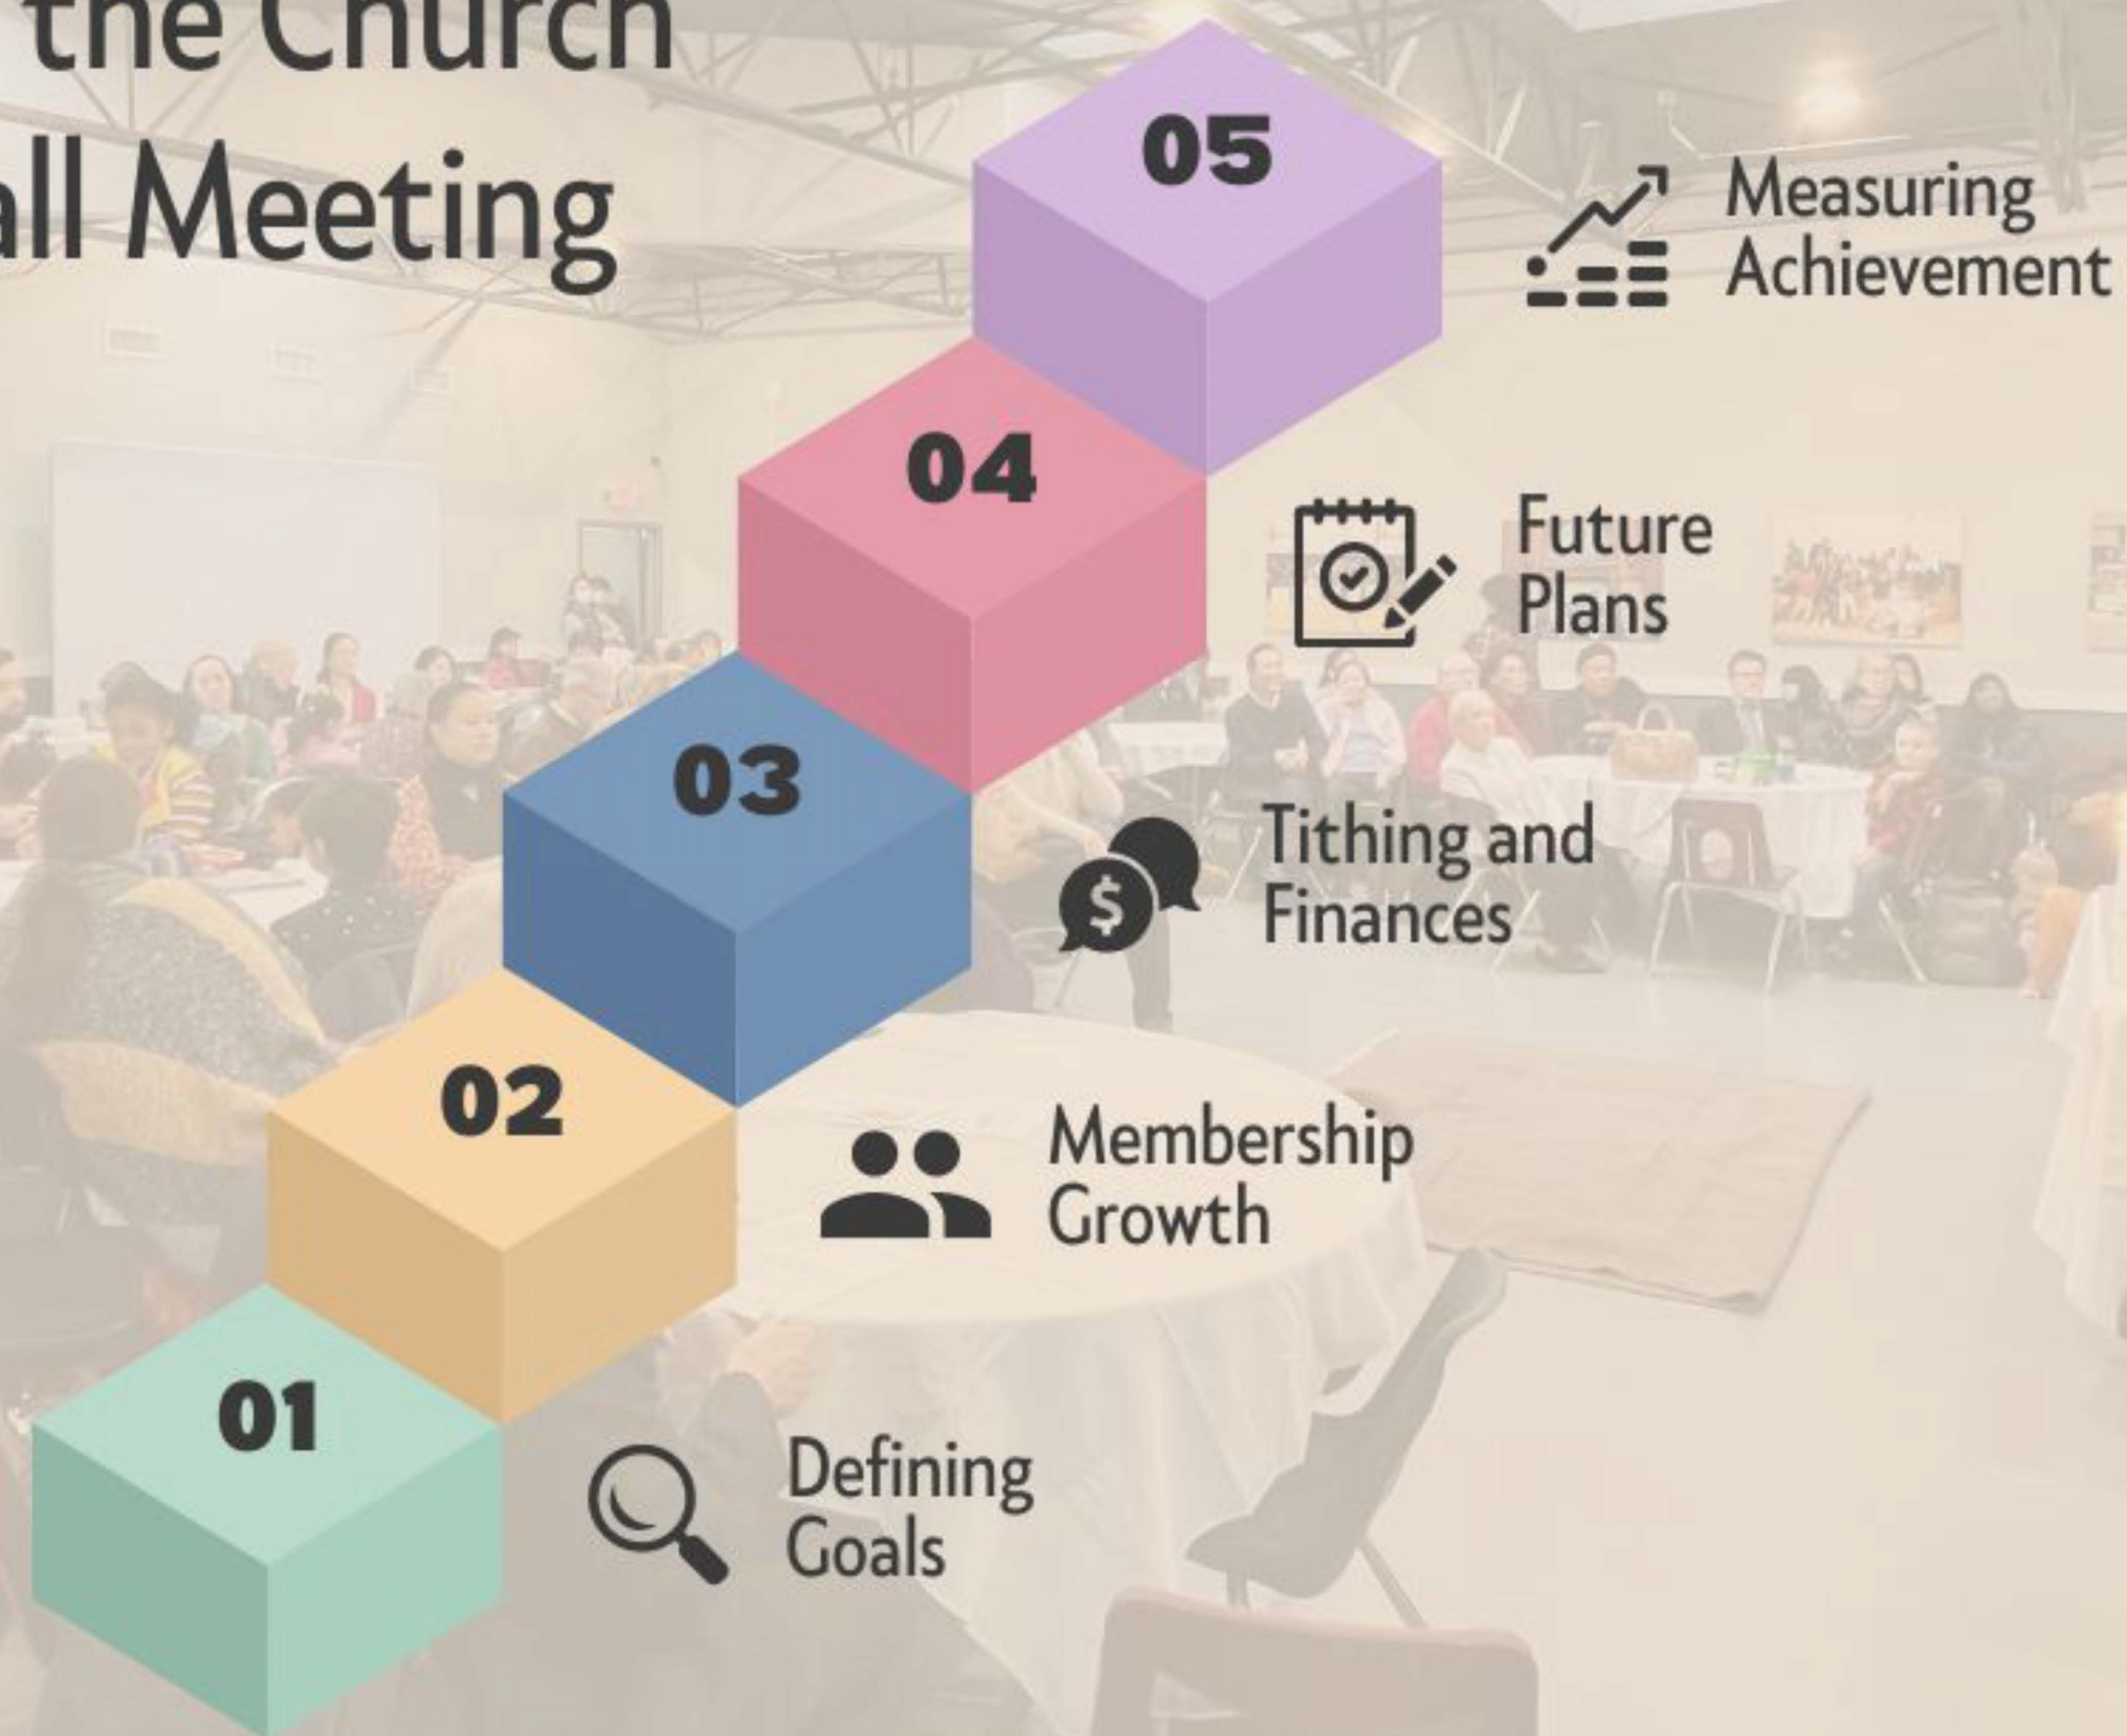 the Church
all Meeting
05
Measuring
Achievement
04
Future
Plans
03
Tithing and
Finances
02
Membership
Growth
01
Defining
Goals